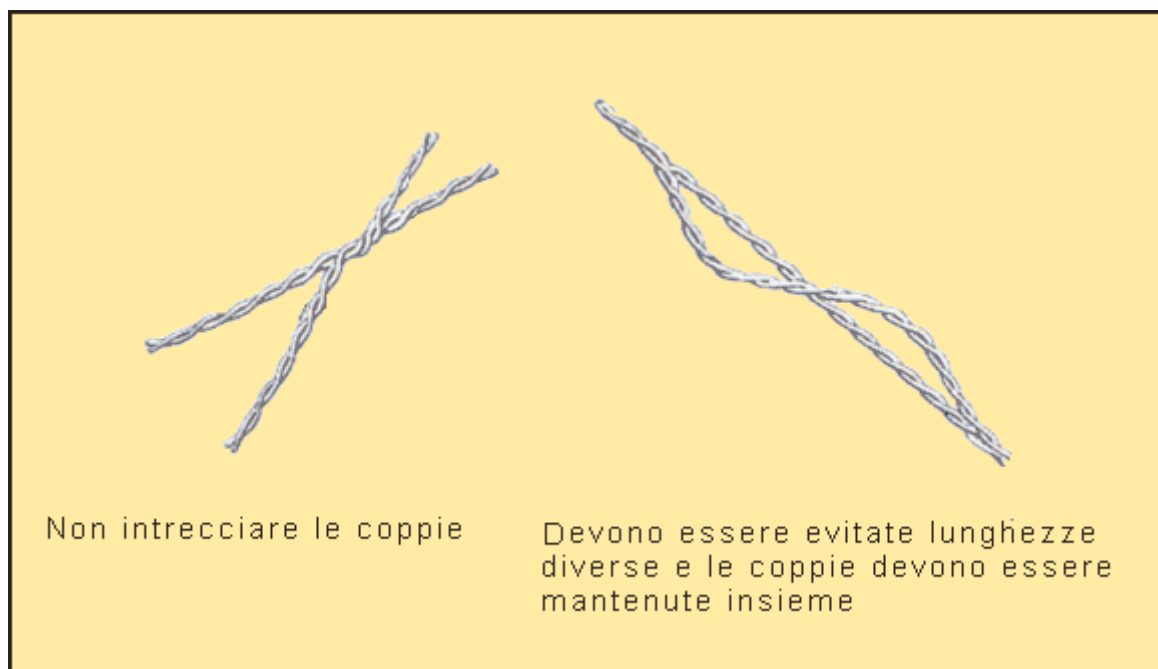 Non intrecciare le coppie
Devono essere evitate lunghezze
diverse e le coppie devono essere
mantenute insieme